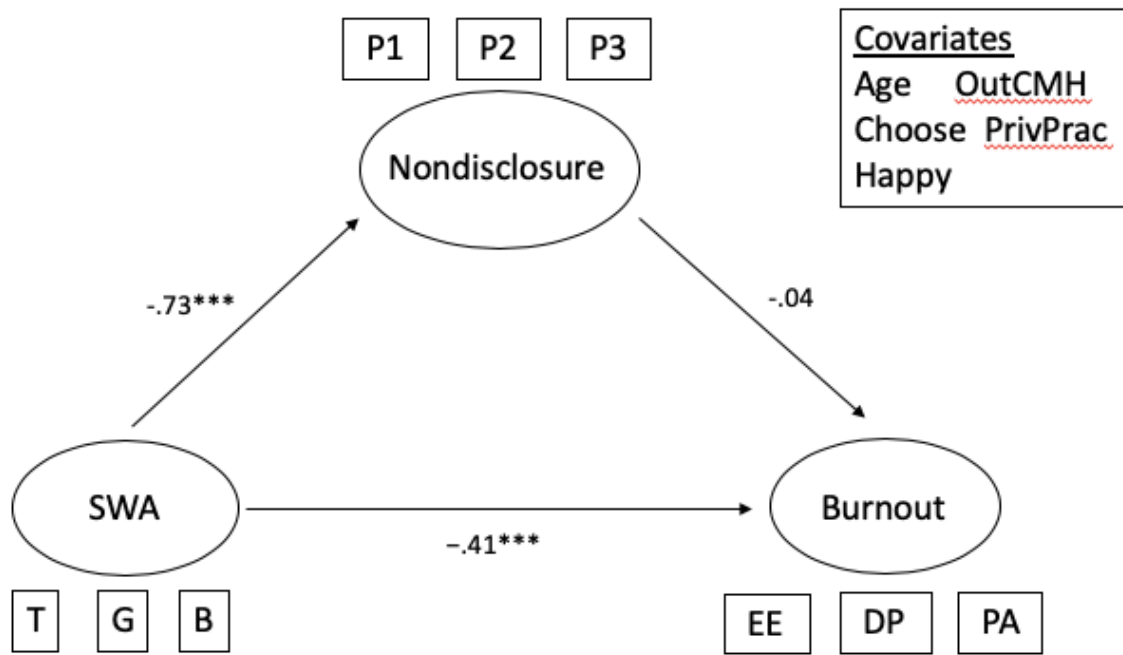 P1 P2 P3
Covariates
Age OutCMH
Choose PrivPrac
Happy
Nondisclosure
-.73***
-.04
SWA
Burnout
−.41***
T G B
EE DP PA